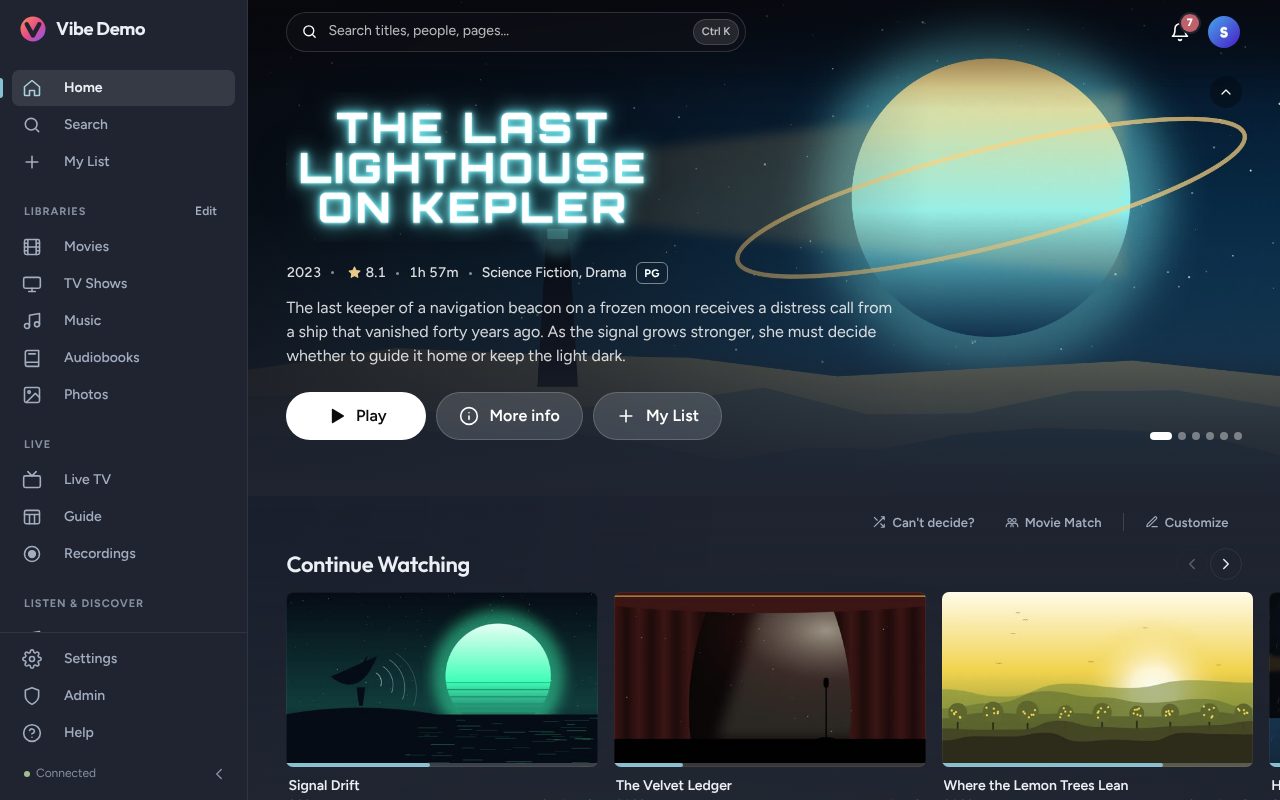 Vibe Demo
Search titles, people, pages...
Ctrl K
7
S
Home
Search
My List
LIBRARIES
Edit
Movies
TV Shows
Music
Audiobooks
Photos
LIVE
Live TV
Guide
Recordings
LISTEN & DISCOVER
Settings
Admin
Help
Connected
THE LAST
LIGHTHOUSE
ON KEPLER
2023 • 8.1 • 1h 57m • Science Fiction, Drama PG
The last keeper of a navigation beacon on a frozen moon receives a distress call from
a ship that vanished forty years ago. As the signal grows stronger, she must decide
whether to guide it home or keep the light dark.
Play
More info
My List
Can't decide?
Movie Match
Customize
Continue Watching
Signal Drift
The Velvet Ledger
Where the Lemon Trees Lean